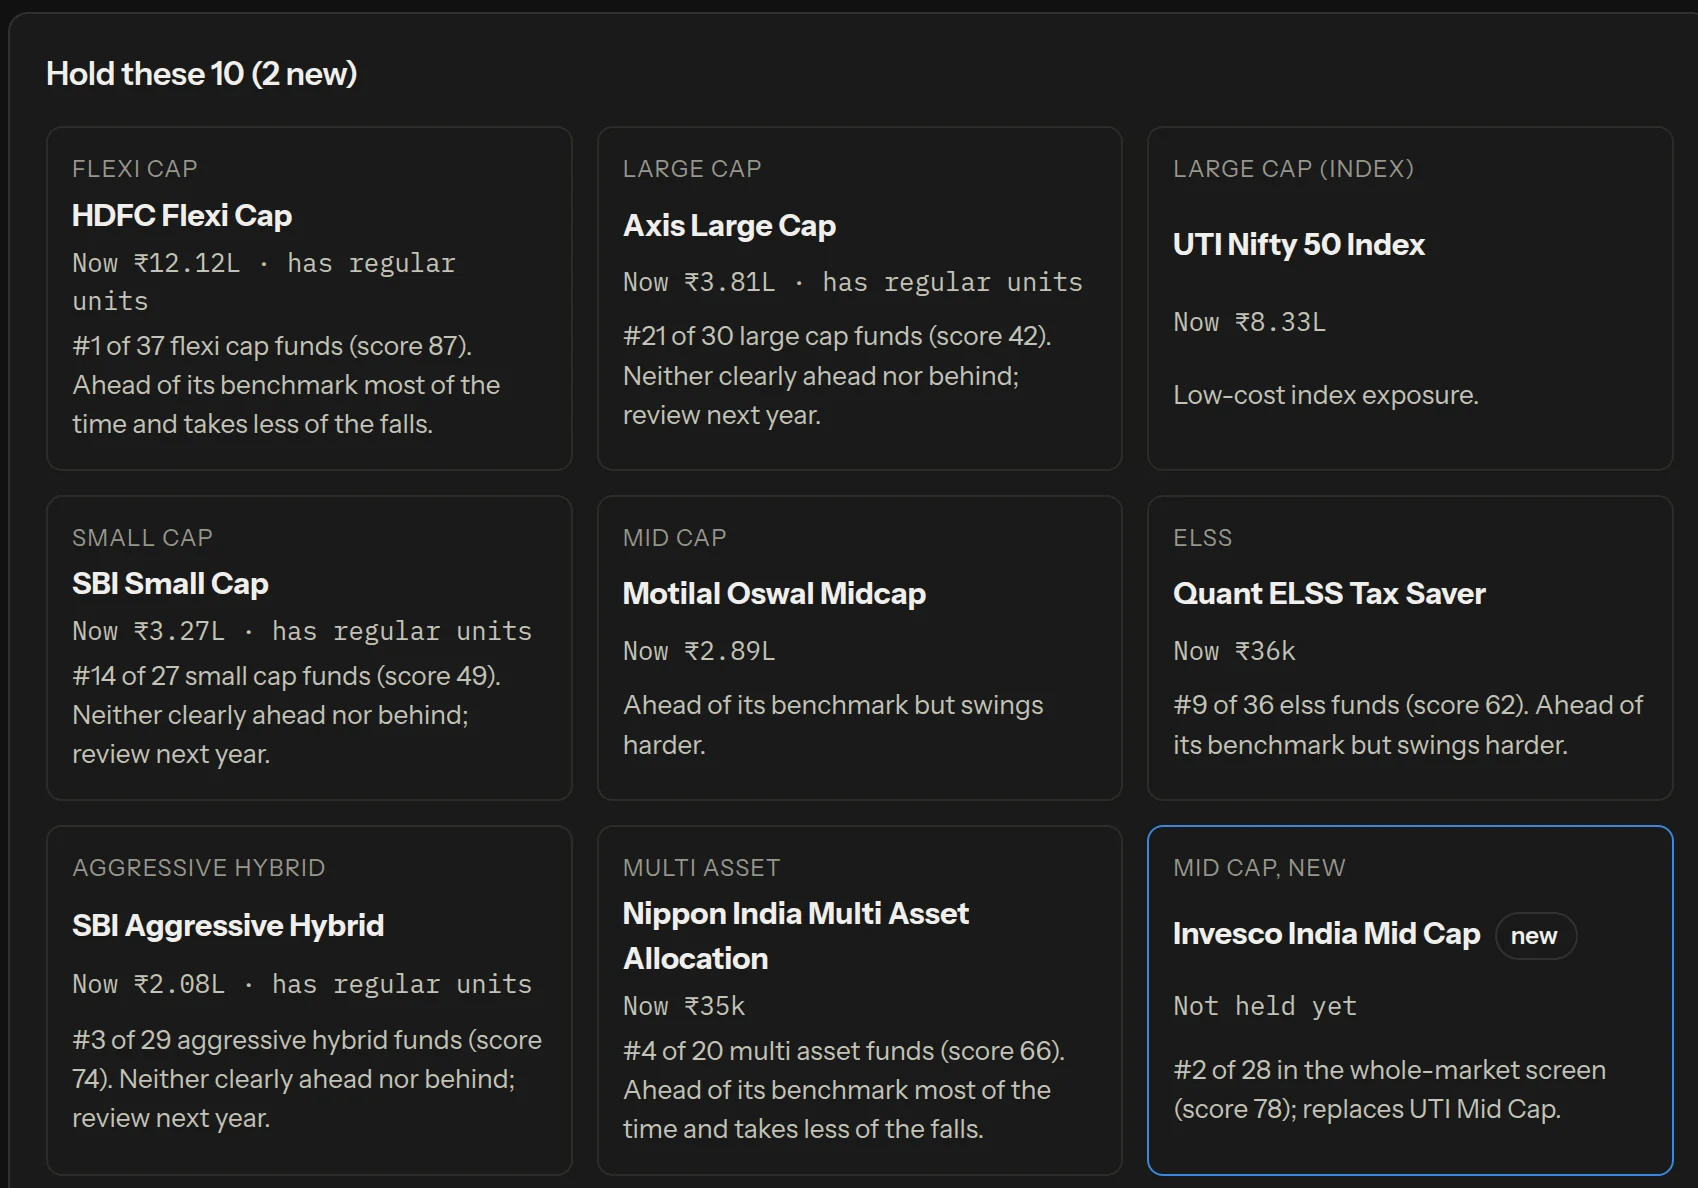 Hold these 10 (2 new)
FLEXI CAP
HDFC Flexi Cap
Now ₹12.12L · has regular
units
#1 of 37 flexi cap funds (score 87).
Ahead of its benchmark most of the
time and takes less of the falls.
LARGE CAP
Axis Large Cap
Now ₹3.81L · has regular units
#21 of 30 large cap funds (score 42).
Neither clearly ahead nor behind;
review next year.
LARGE CAP (INDEX)
UTI Nifty 50 Index
Now ₹8.33L
Low-cost index exposure.
SMALL CAP
SBI Small Cap
Now ₹3.27L · has regular units
#14 of 27 small cap funds (score 49).
Neither clearly ahead nor behind;
review next year.
MID CAP
Motilal Oswal Midcap
Now ₹2.89L
Ahead of its benchmark but swings
harder.
ELSS
Quant ELSS Tax Saver
Now ₹36k
#9 of 36 elss funds (score 62). Ahead of
its benchmark but swings harder.
AGGRESSIVE HYBRID
SBI Aggressive Hybrid
Now ₹2.08L · has regular units
#3 of 29 aggressive hybrid funds (score
74). Neither clearly ahead nor behind;
review next year.
MULTI ASSET
Nippon India Multi Asset
Allocation
Now ₹35k
#4 of 20 multi asset funds (score 66).
Ahead of its benchmark most of the
time and takes less of the falls.
MID CAP, NEW
Invesco India Mid Cap new
Not held yet
#2 of 28 in the whole-market screen
(score 78); replaces UTI Mid Cap.